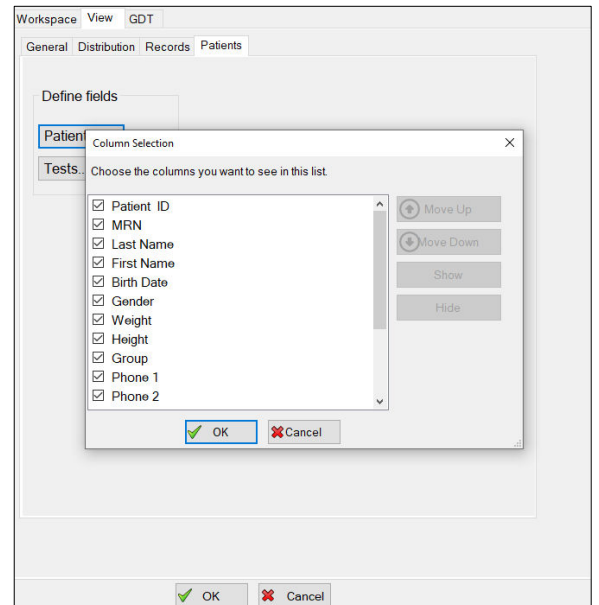 Workspace View GDT
General Distribution Records Patients
Define fields
Patient
Column Selection
Tests..
Choose the columns you want to see in this list.
Patient ID
Move Up
MRN
Last Name
Move Down
First Name
Birth Date
Show
Gender
Weight
Hide
Height
Group
Phone 1
Phone 2
OK Cancel
OK Cancel